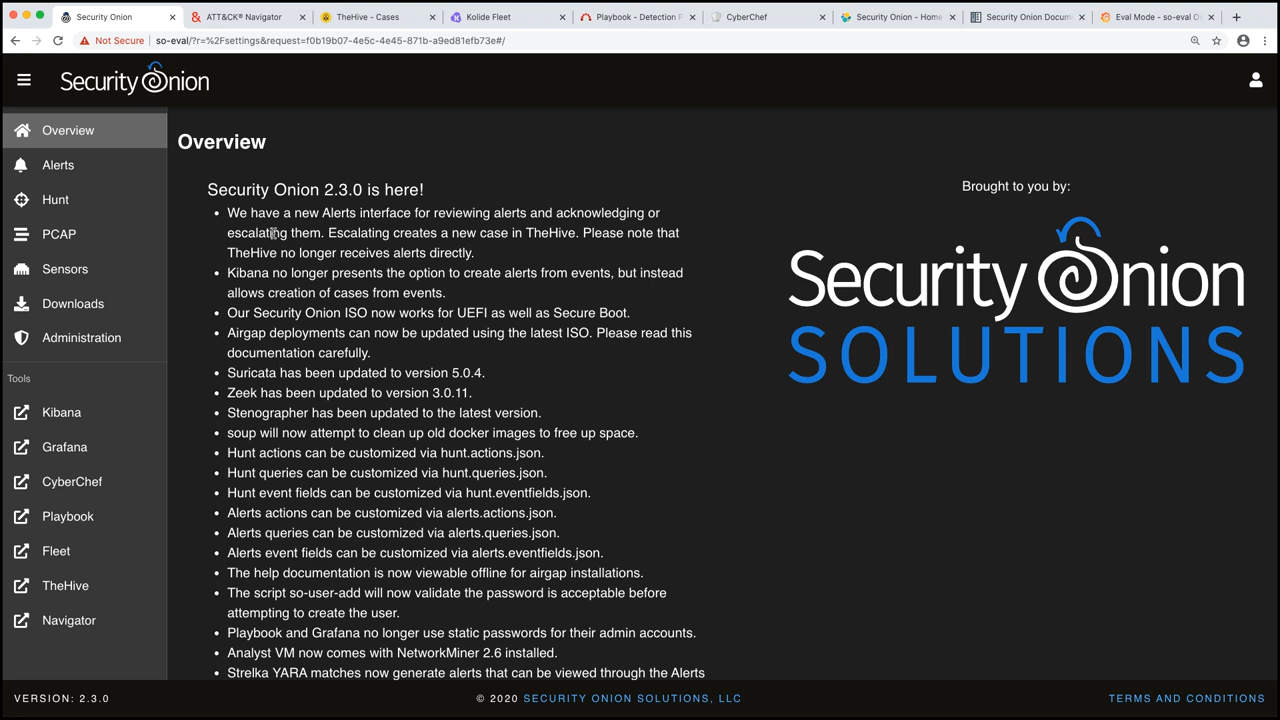 Security Onion
ATT&CK® Navigator
TheHive - Cases
Kolide Fleet
Playbook - Detection P
CyberChef
Security Onion - Home
Security Onion Docum
Eval Mode - so-eval O
Not Secure
so-eval/?r=%2Fsettings&request=f0b19b07-4e5c-4e45-871b-a9ed81efb73e#/
Security Onion
Overview
Alerts
Hunt
PCAP
Sensors
Downloads
Administration
Tools
Kibana
Grafana
CyberChef
Playbook
Fleet
TheHive
Navigator
Overview
Security Onion 2.3.0 is here!
We have a new Alerts interface for reviewing alerts and acknowledging or
escalating them. Escalating creates a new case in TheHive. Please note that
TheHive no longer receives alerts directly.
Kibana no longer presents the option to create alerts from events, but instead
allows creation of cases from events.
Our Security Onion ISO now works for UEFI as well as Secure Boot.
Airgap deployments can now be updated using the latest ISO. Please read this
documentation carefully.
Suricata has been updated to version 5.0.4.
Zeek has been updated to version 3.0.11.
Stenographer has been updated to the latest version.
soup will now attempt to clean up old docker images to free up space.
Hunt actions can be customized via hunt.actions.json.
Hunt queries can be customized via hunt.queries.json.
Hunt event fields can be customized via hunt.eventfields.json.
Alerts actions can be customized via alerts.actions.json.
Alerts queries can be customized via alerts.queries.json.
Alerts event fields can be customized via alerts.eventfields.json.
The help documentation is now viewable offline for airgap installations.
The script so-user-add will now validate the password is acceptable before
attempting to create the user.
Playbook and Grafana no longer use static passwords for their admin accounts.
Analyst VM now comes with NetworkMiner 2.6 installed.
Strelka YARA matches now generate alerts that can be viewed through the Alerts
Brought to you by:
Security Onion
SOLUTIONS
VERSION: 2.3.0
© 2020 SECURITY ONION SOLUTIONS, LLC
TERMS AND CONDITIONS